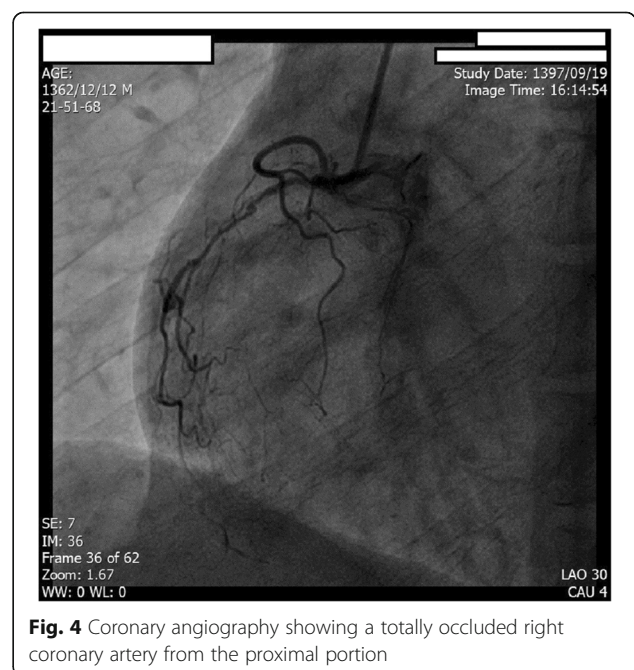 AGE:
1362/12/12 M
21-51-68
Study Date: 1397/09/19
Image Time: 16:14:54
SE: 7
IM: 36
Frame 36 of 62
Zoom: 1.67
WW: 0 WL: 0
LAO 30
CAU 4
Fig. 4 Coronary angiography showing a totally occluded right
coronary artery from the proximal portion